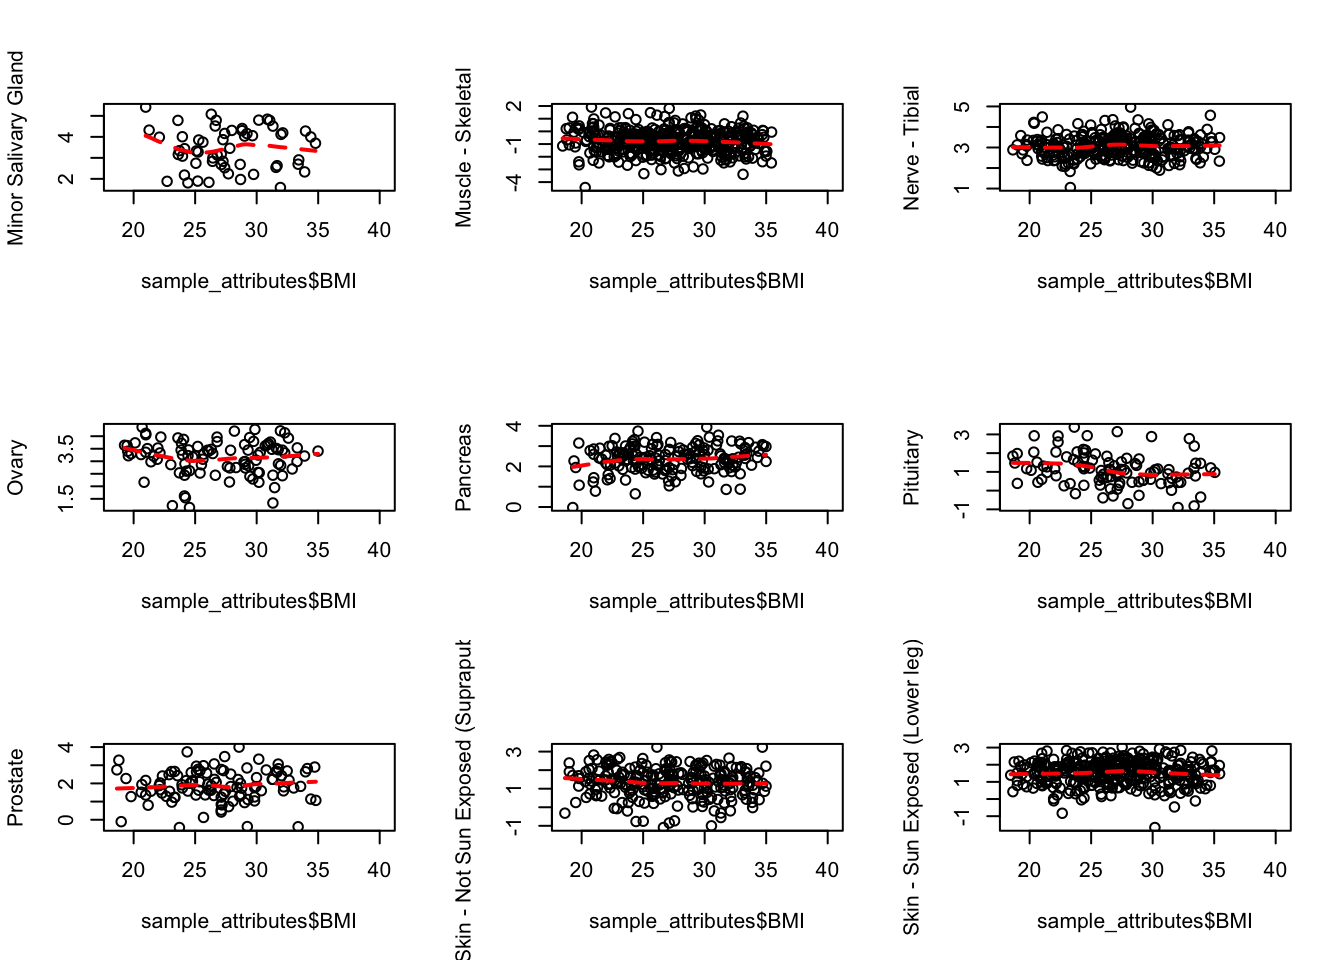 Minor Salivary Gland
4
2
20 25 30 35 40
sample_attributes$BMI
Muscle - Skeletal
2
-1
-4
20 25 30 35 40
sample_attributes$BMI
Nerve - Tibial
5
3
1
20 25 30 35 40
sample_attributes$BMI
Ovary
3.5
1.5
20 25 30 35 40
sample_attributes$BMI
Pancreas
4
2
0
20 25 30 35 40
sample_attributes$BMI
Pituitary
3
1
-1
20 25 30 35 40
sample_attributes$BMI
Prostate
4
2
0
20 25 30 35 40
sample_attributes$BMI
Skin - Not Sun Exposed (Suprapub
3
1
-1
20 25 30 35 40
sample_attributes$BMI
Skin - Sun Exposed (Lower leg)
3
1
-1
20 25 30 35 40
sample_attributes$BMI